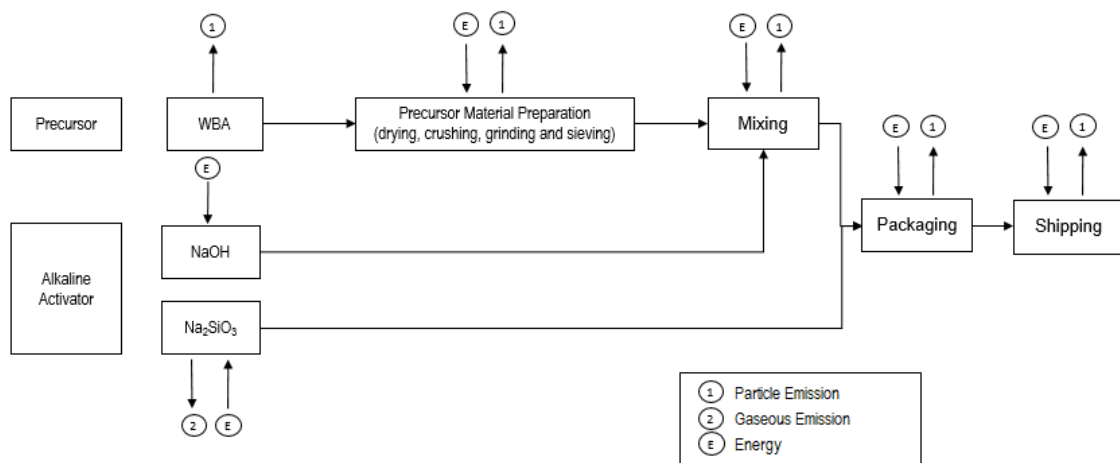 1
E
1
E
1
Precursor
WBA
Precursor Material Preparation
(drying, crushing, grinding and sieving)
Mixing
E
1
E
1
E
Alkaline
Activator
NaOH
Packaging
Shipping
Na₂SiO₃
2
E
1 Particle Emission
2 Gaseous Emission
E Energy